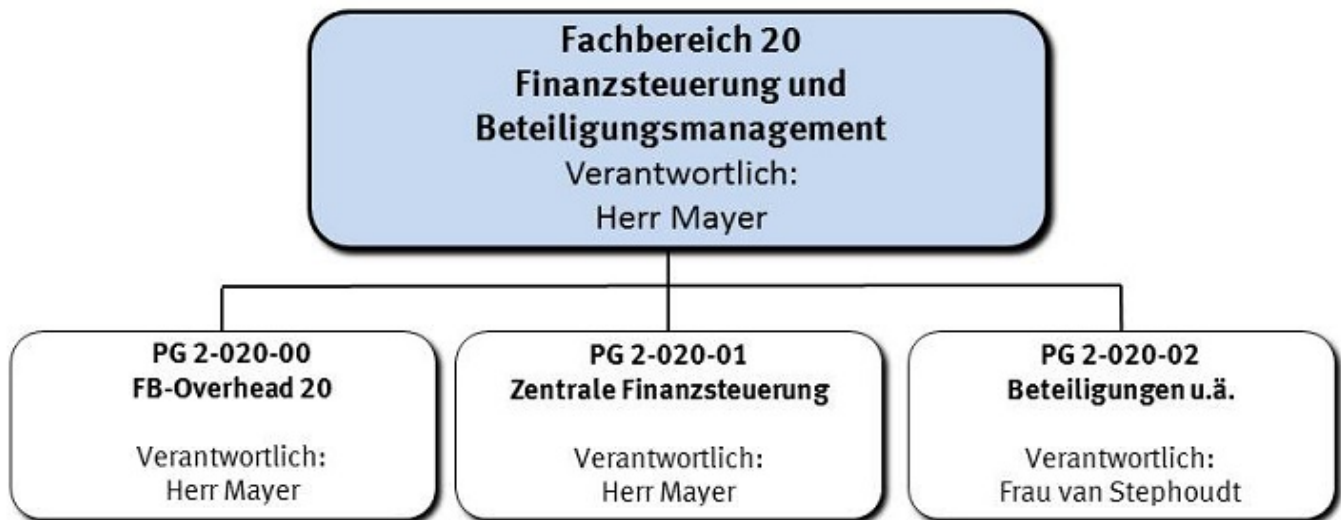 Fachbereich 20
Finanzsteuerung und
Beteiligungsmanagement
Verantwortlich:
Herr Mayer
PG 2-020-00
FB-Overhead 20
Verantwortlich:
Herr Mayer
PG 2-020-01
Zentrale Finanzsteuerung
Verantwortlich:
Herr Mayer
PG 2-020-02
Beteiligungen u.ä.
Verantwortlich:
Frau van Stephoudt